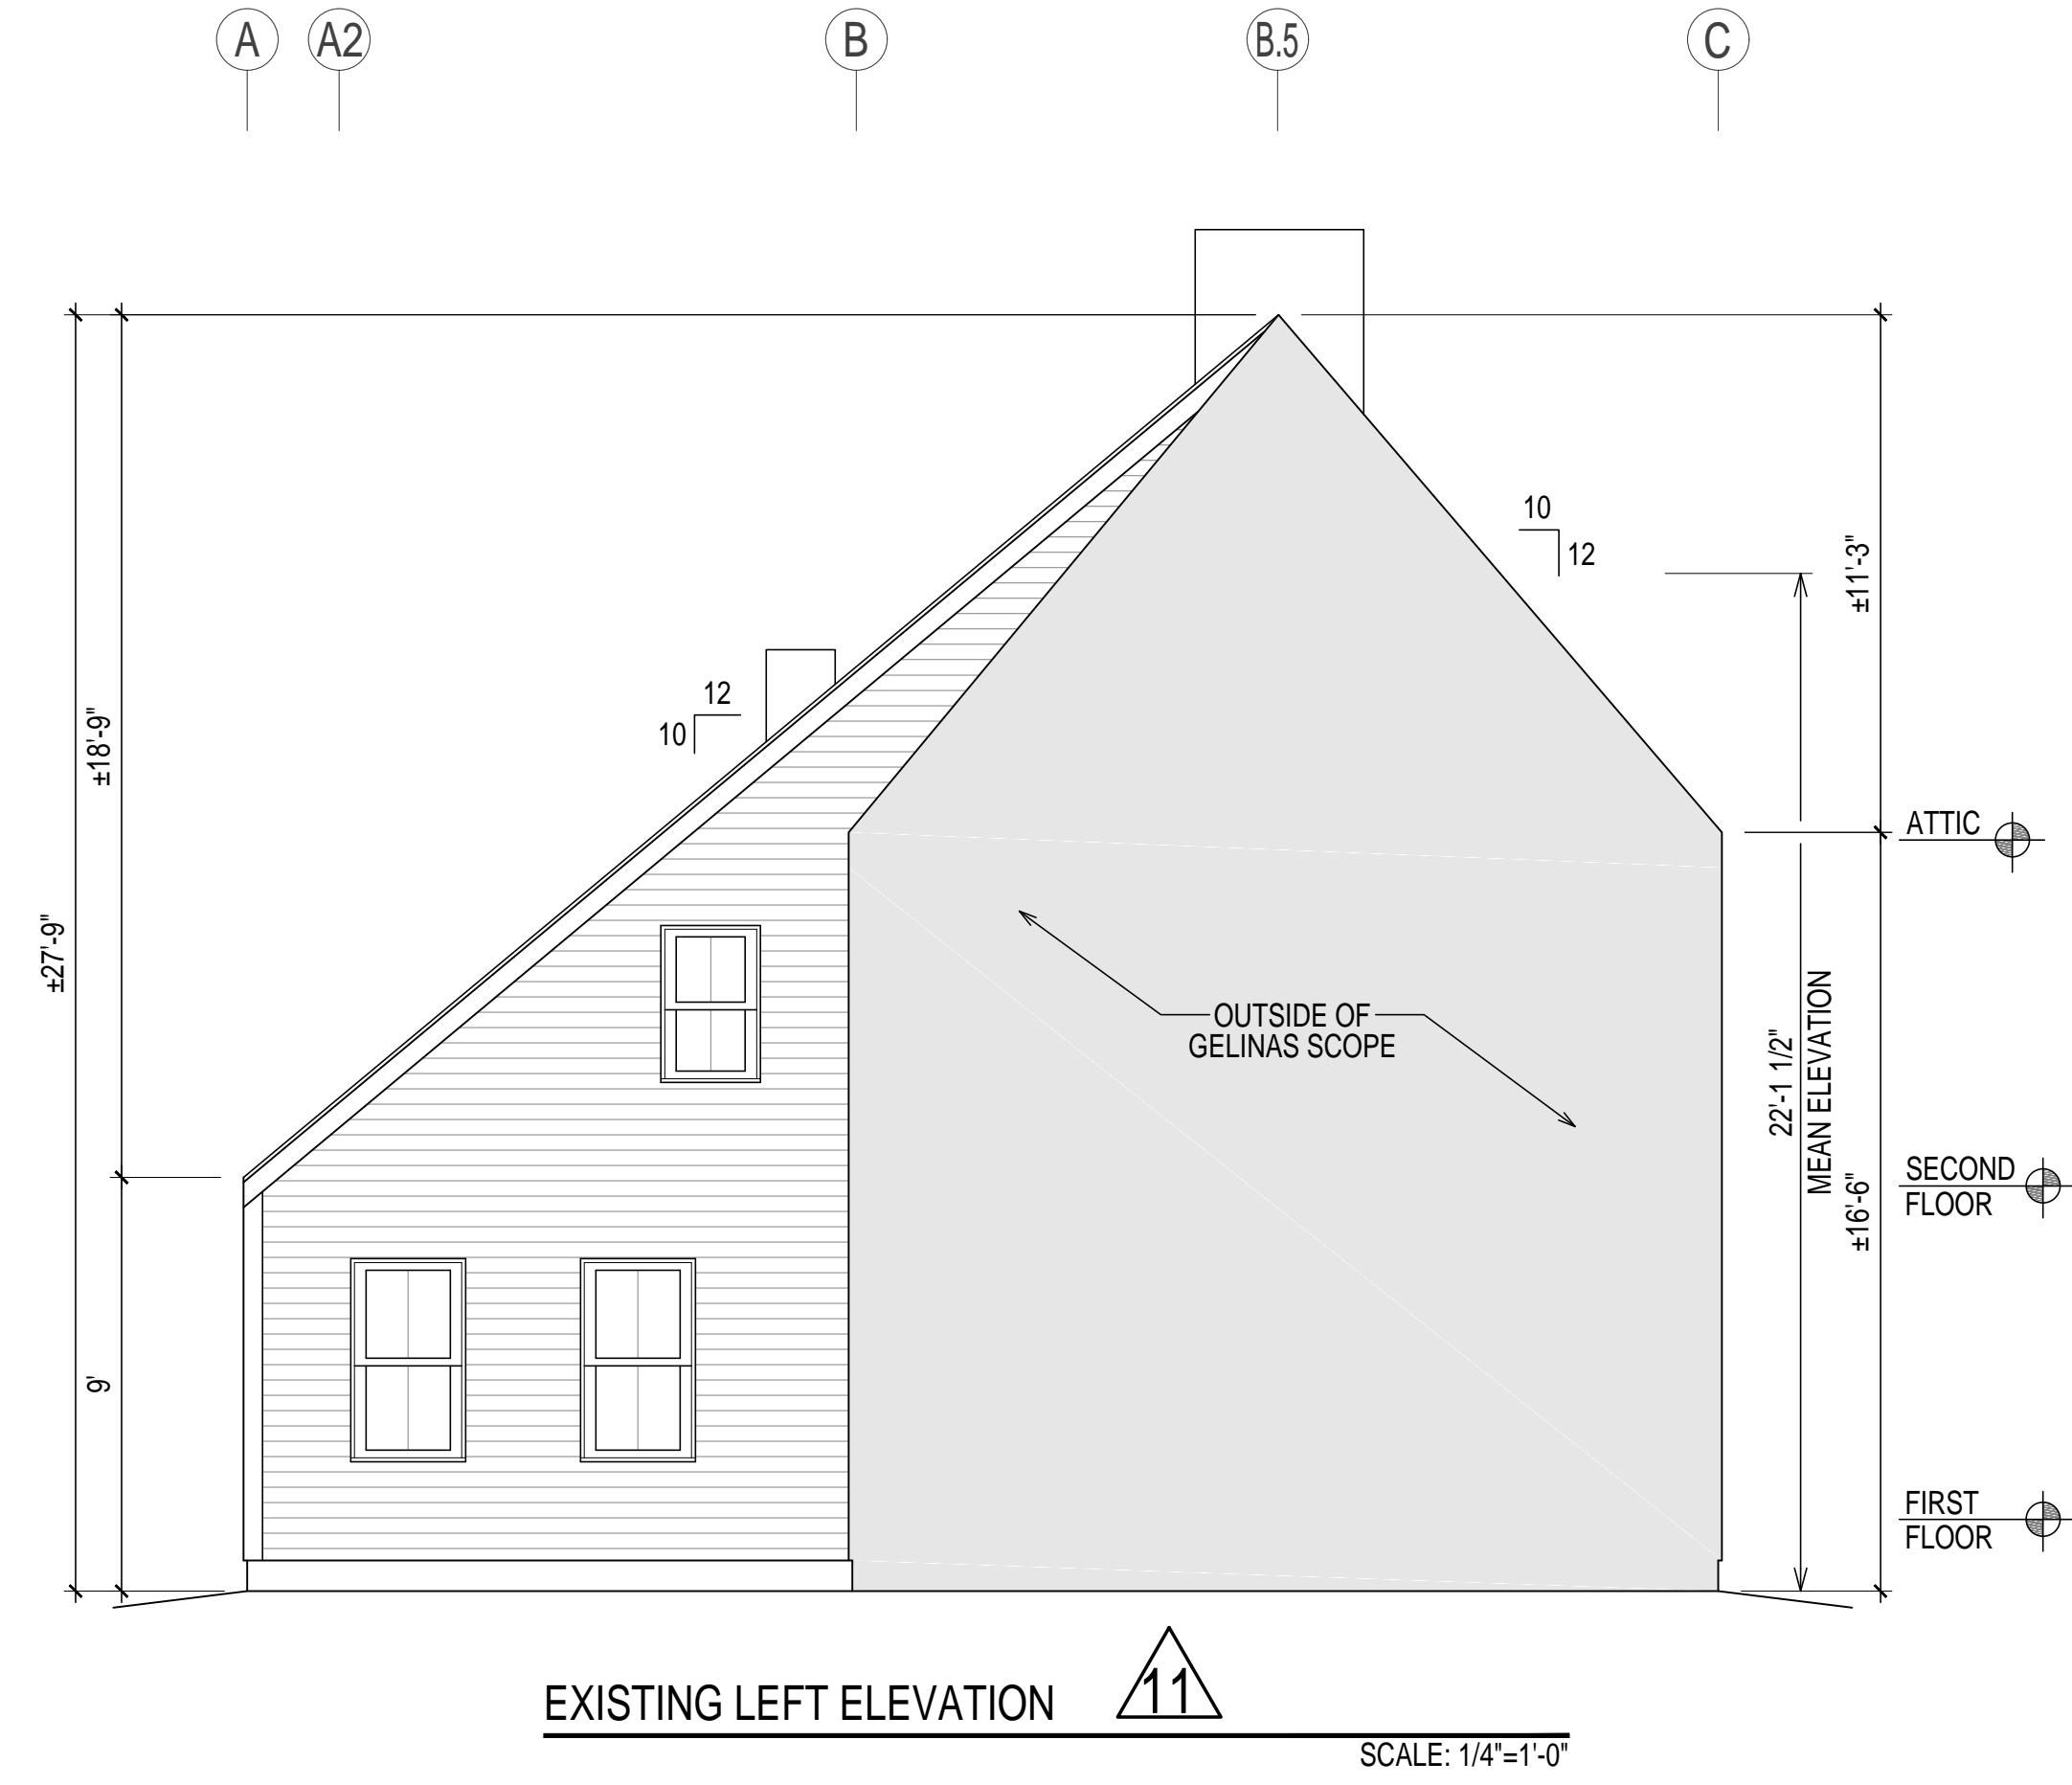 A
A2
B
B.5
C
10
12
±11'-3"
12
10
±18'-9"
ATTIC
±27'-9"
OUTSIDE OF
GELINAS SCOPE
22'-1 1/2"
MEAN ELEVATION
SECOND
FLOOR
±16'-6"
9'
FIRST
FLOOR
EXISTING LEFT ELEVATION
11
SCALE: 1/4"=1'-0"